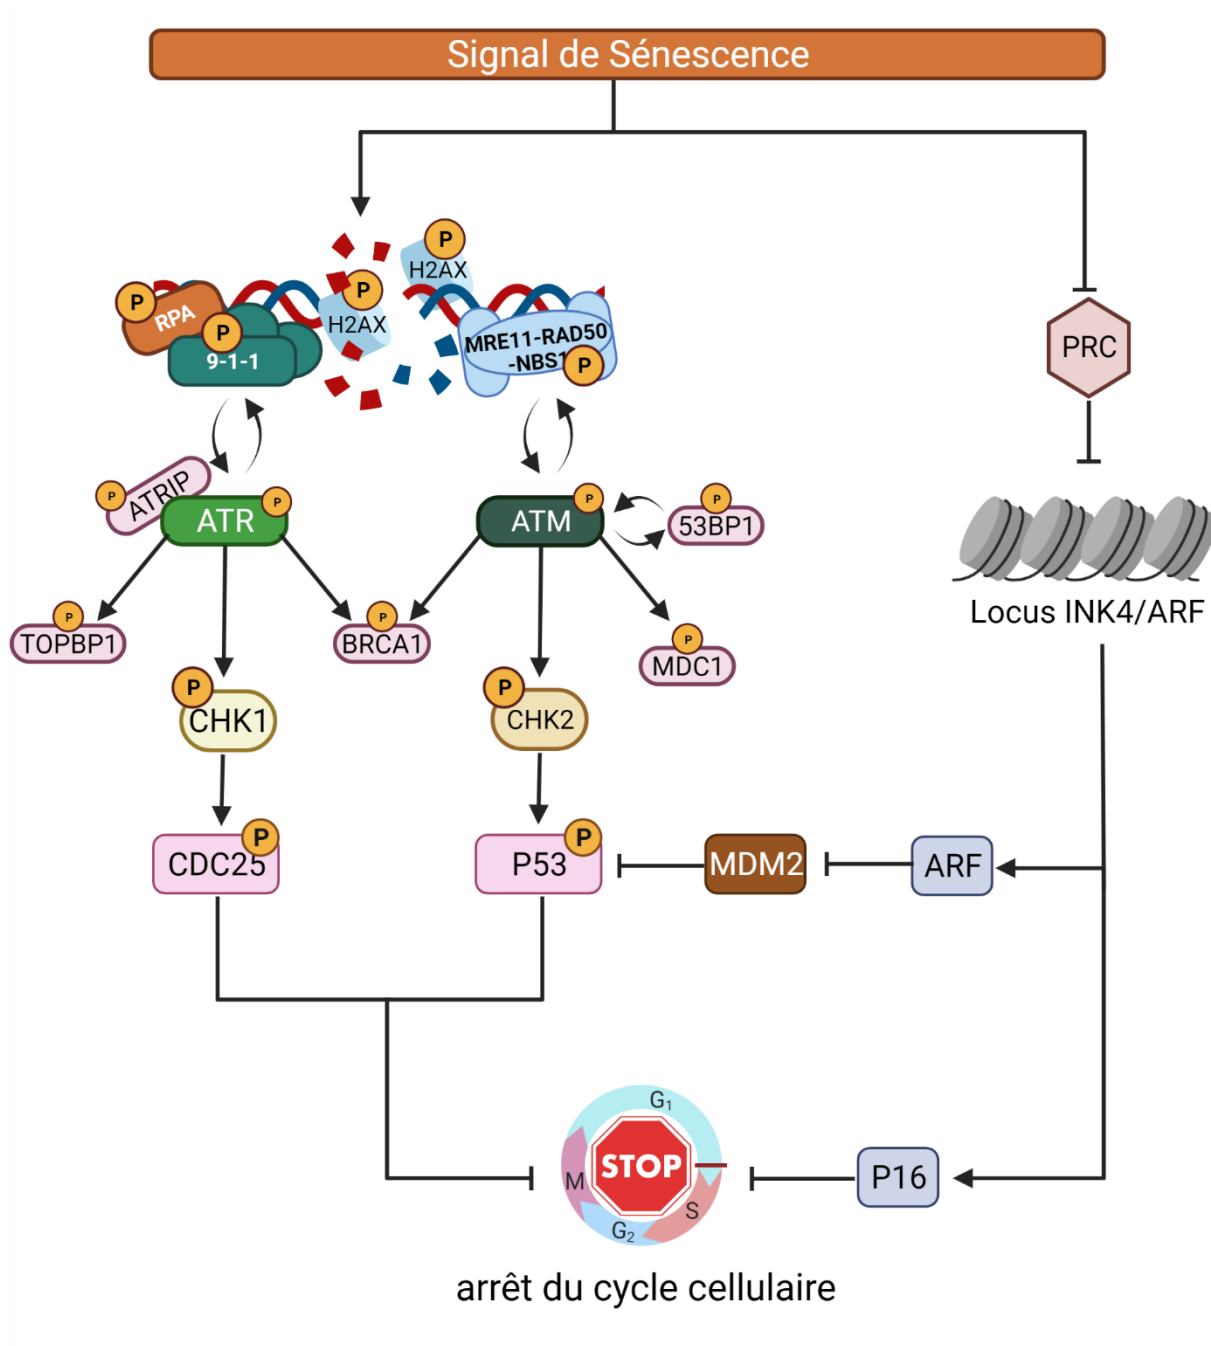 Signal de Sénescence
P
H2AX
P
H2AX
P
RPA
P
9-1-1
MRE11-RAD50
-NBS1
P
PRC
P
ATRIP
ATR
P
ATM
P
P
53BP1
Locus INK4/ARF
P
TOPBP1
P
BRCA1
P
MDC1
P
CHK1
P
CHK2
P
CDC25
P
P53
MDM2
ARF
G₁
STOP
M
S
G₂
P16
arrêt du cycle cellulaire